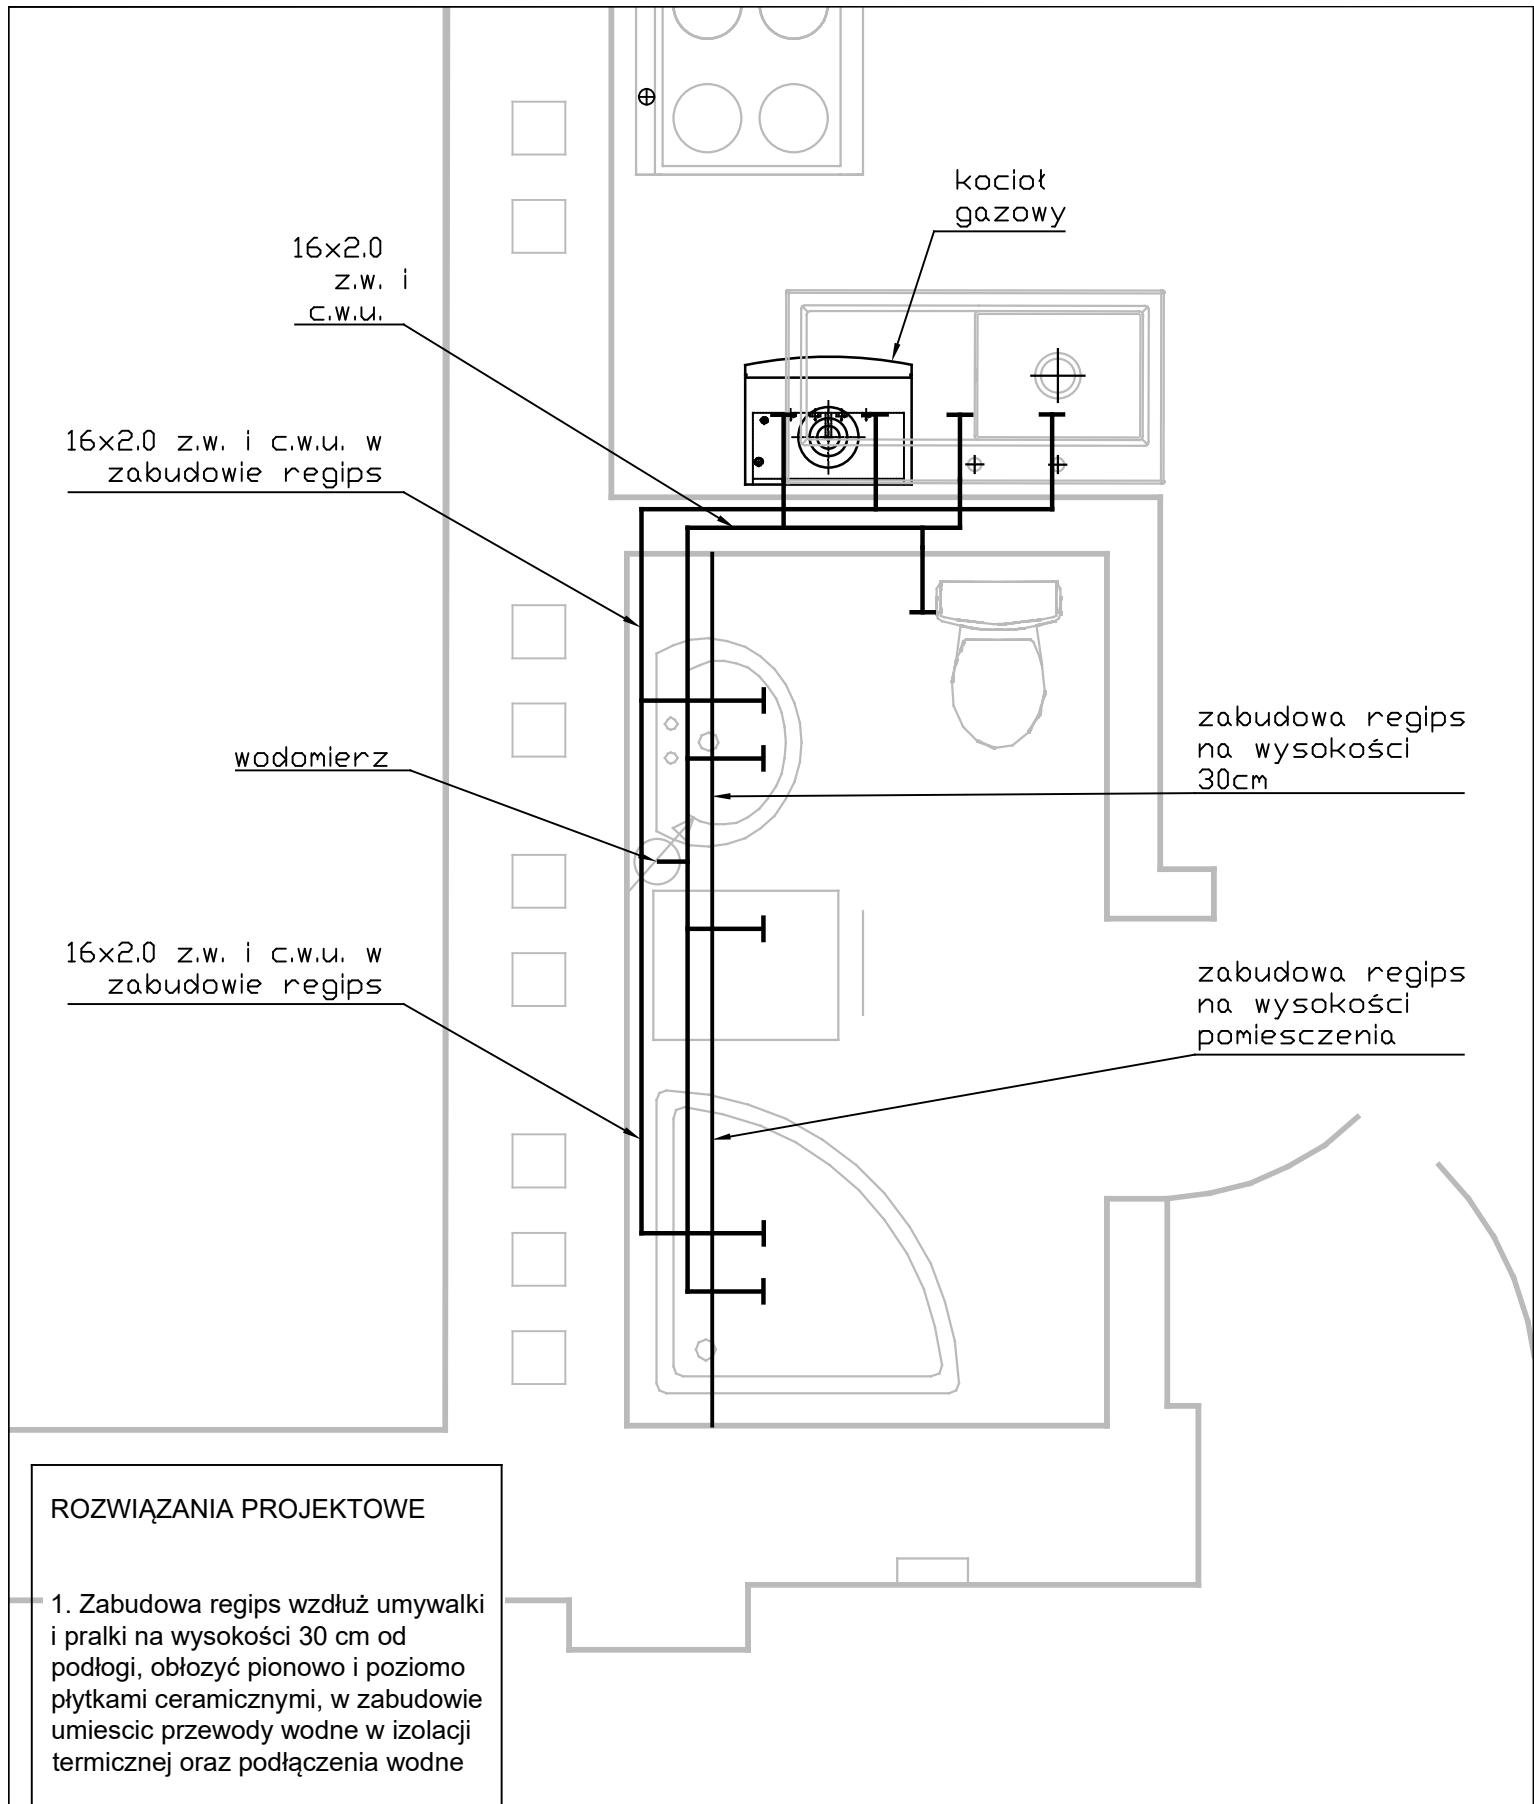 kocioł
gazowy
16x2.0
z.w. i
c.w.u.
16x2.0 z.w. i c.w.u. w
zabudowie regips
zabudowa regips
na wysokości
30cm
wodomierz
16x2.0 z.w. i c.w.u. w
zabudowie regips
zabudowa regips
na wysokości
pomiesczenia
ROZWIĄZANIA PROJEKTOWE
1. Zabudowa regips wzdłuż umywalki
i pralki na wysokości 30 cm od
podłogi, obłozyć pionowo i poziomo
płytkami ceramicznymi, w zabudowie
umiescic przewody wodne w izolacji
termicznej oraz podłączenia wodne